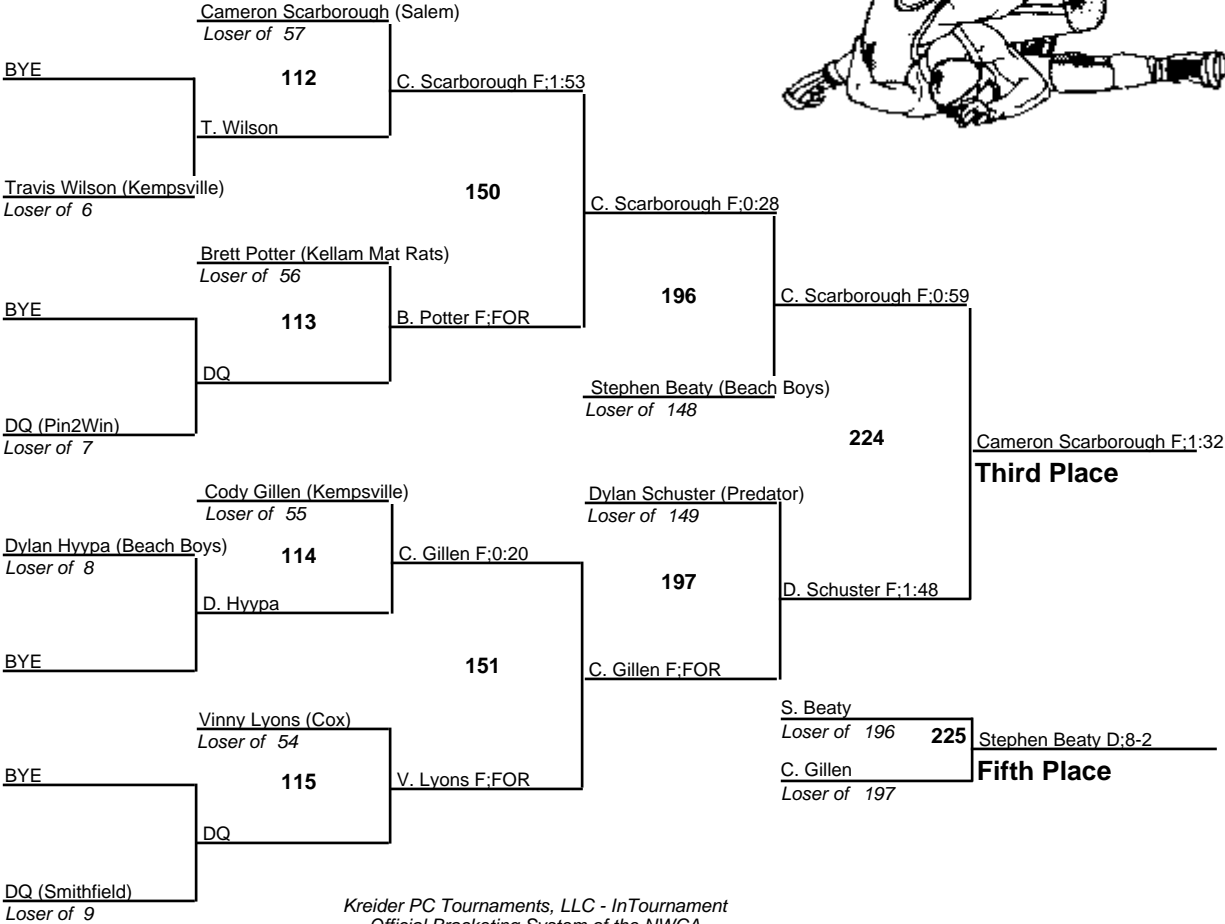 Cameron Scarborough (Salem)
Loser of 57
BYE
112
C. Scarborough F;1:53
T. Wilson
Travis Wilson (Kempsville)
Loser of 6
150
C. Scarborough F;0:28
Brett Potter (Kellam Mat Rats)
Loser of 56
BYE
113
B. Potter F;FOR
196
C. Scarborough F;0:59
DQ
Stephen Beaty (Beach Boys)
Loser of 148
DQ (Pin2Win)
Loser of 7
224
Cameron Scarborough F;1:32
Third Place
Cody Gillen (Kempsville)
Loser of 55
Dylan Schuster (Predator)
Loser of 149
Dylan Hyypa (Beach Boys)
Loser of 8
114
C. Gillen F;0:20
197
D. Schuster F;1:48
D. Hyypa
BYE
151
C. Gillen F;FOR
Vinny Lyons (Cox)
Loser of 54
S. Beaty
Loser of 196
225
Stephen Beaty D;8-2
Fifth Place
C. Gillen
Loser of 197
BYE
115
V. Lyons F;FOR
DQ
DQ (Smithfield)
Loser of 9
Kreider PC Tournaments, LLC - InTournament
Official Bracketing System of the NWCA